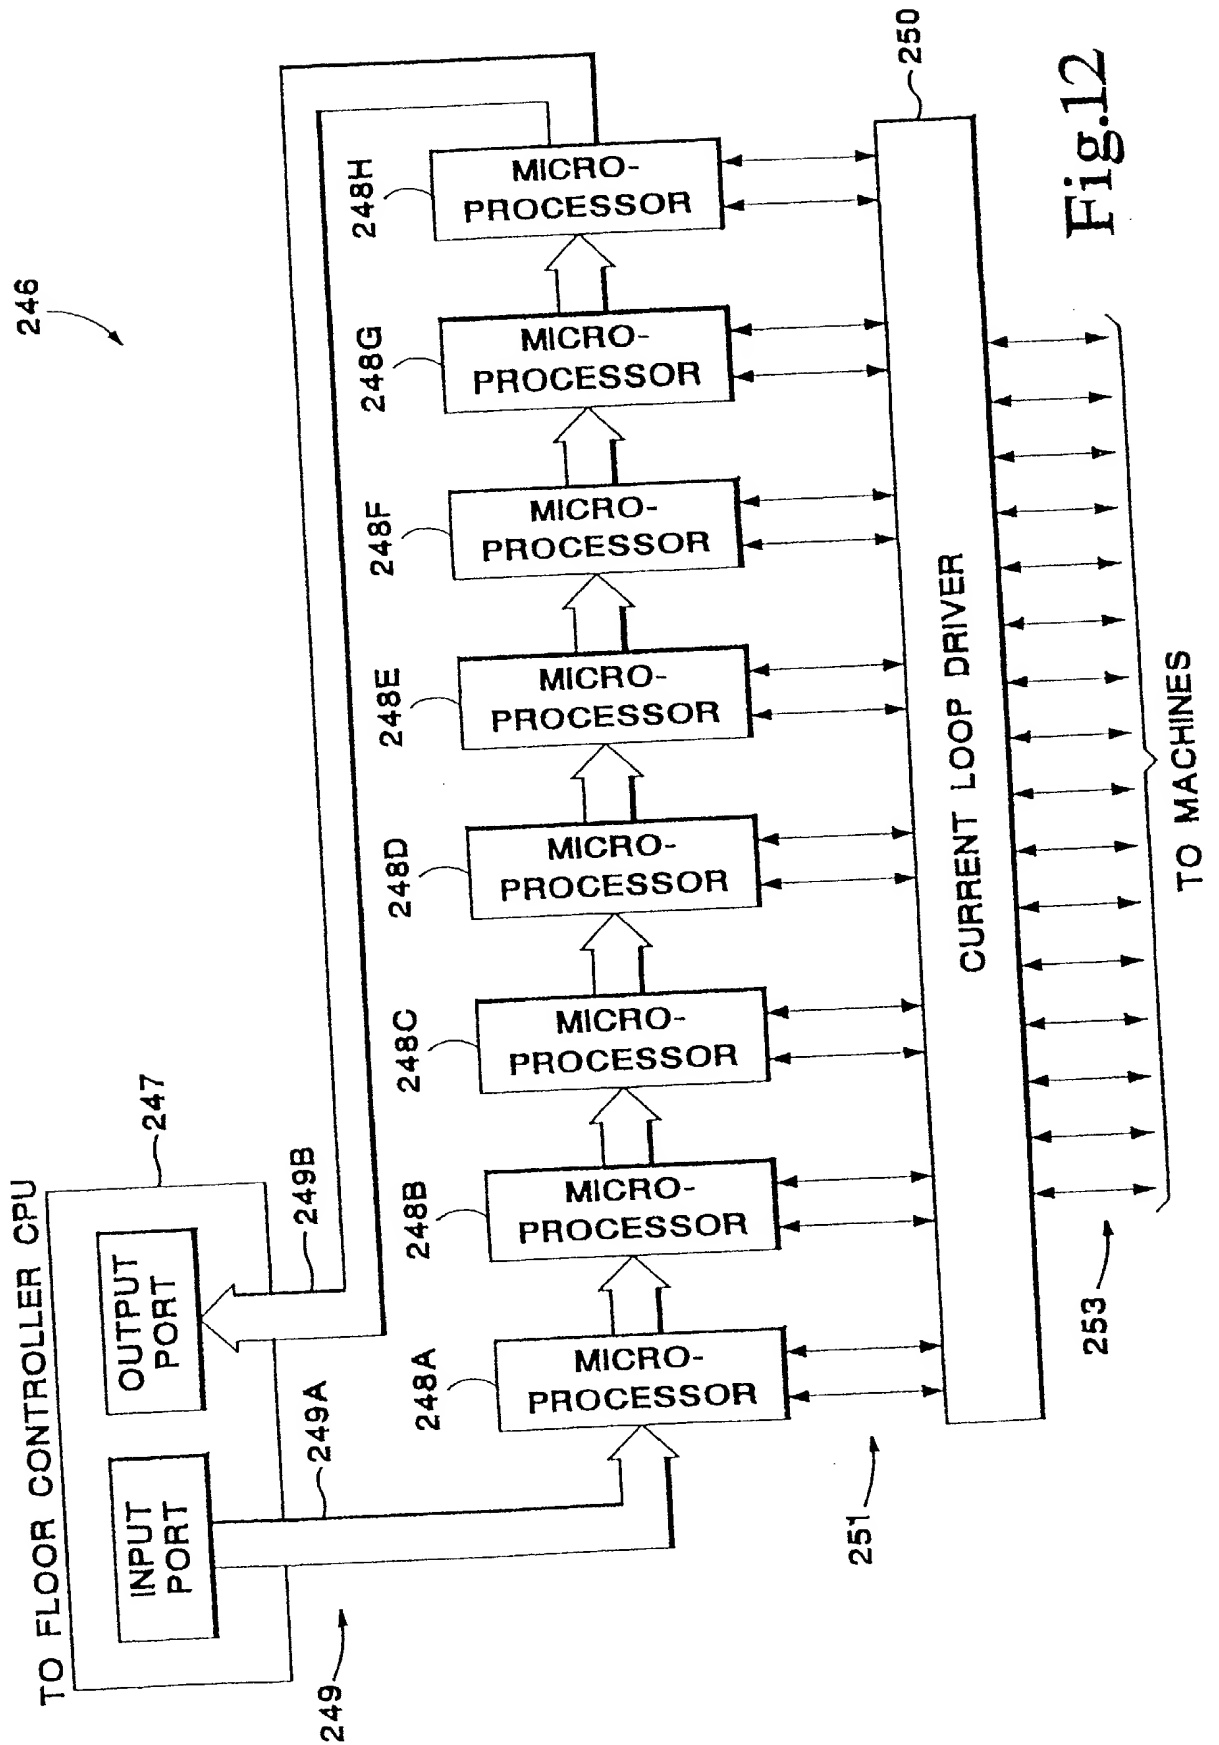 246
TO FLOOR CONTROLLER CPU
247
INPUT
PORT
OUTPUT
PORT
249
249A
249B
248A
248B
248C
248D
248E
248F
248G
248H
MICRO-
PROCESSOR
MICRO-
PROCESSOR
MICRO-
PROCESSOR
MICRO-
PROCESSOR
MICRO-
PROCESSOR
MICRO-
PROCESSOR
MICRO-
PROCESSOR
MICRO-
PROCESSOR
251
250
CURRENT LOOP DRIVER
253
TO MACHINES
Fig.12